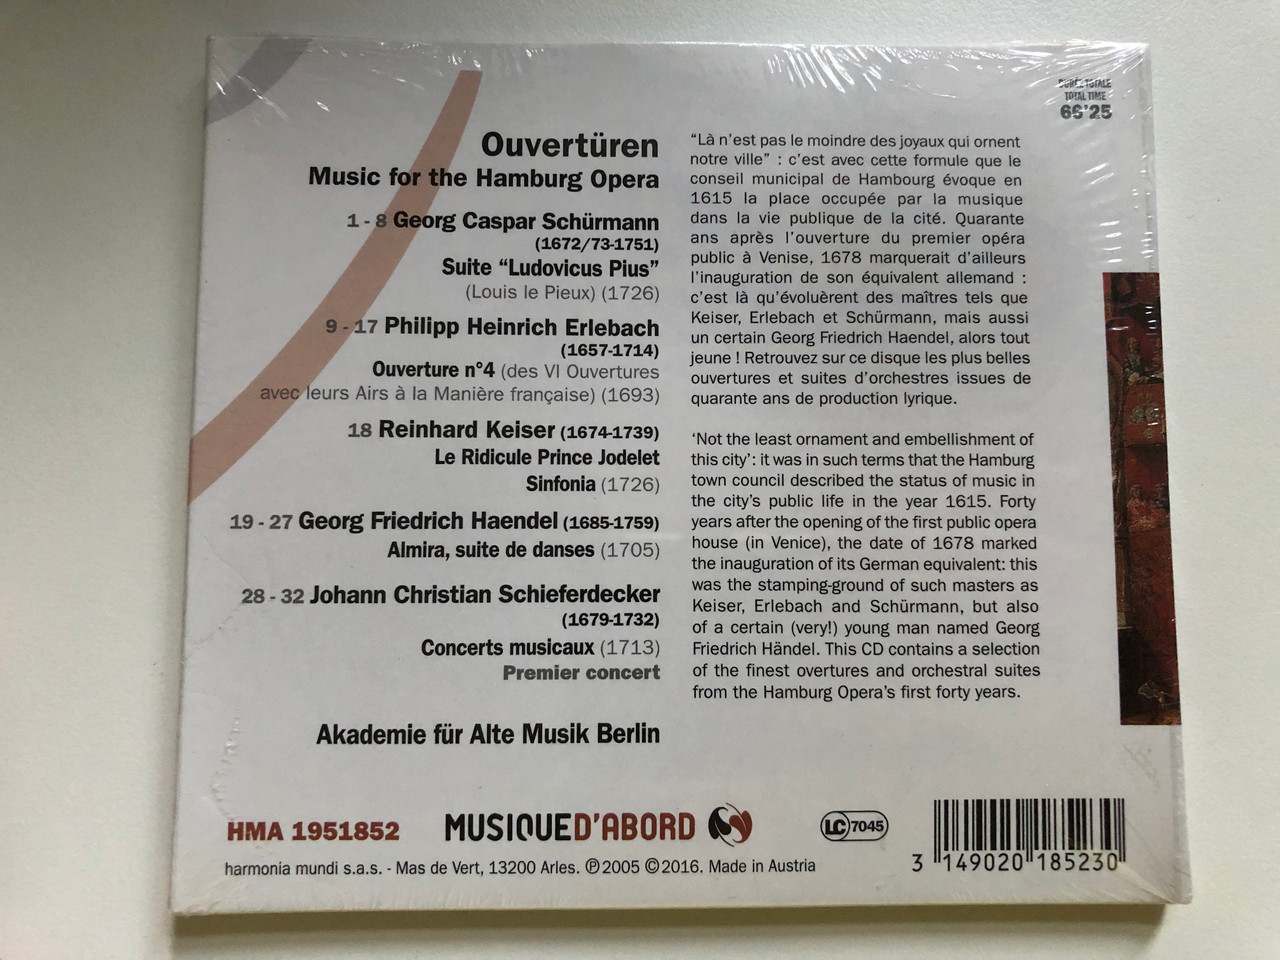 DURÉE TOTALE
TOTAL TIME
66'25
Ouvertüren
Music for the Hamburg Opera
1 - 8 Georg Caspar Schürmann
(1672/73-1751)
Suite “Ludovicus Pius”
(Louis le Pieux) (1726)
9 - 17 Philipp Heinrich Erlebach
(1657-1714)
Ouverture n°4 (des VI Ouvertures
avec leurs Airs à la Manière française) (1693)
18 Reinhard Keiser (1674-1739)
Le Ridicule Prince Jodelet
Sinfonia (1726)
19 - 27 Georg Friedrich Haendel (1685-1759)
Almira, suite de danses (1705)
28 - 32 Johann Christian Schieferdecker
(1679-1732)
Concerts musicaux (1713)
Premier concert
Akademie für Alte Musik Berlin
“Là n’est pas le moindre des joyaux qui ornent
notre ville” : c’est avec cette formule que le
conseil municipal de Hambourg évoque en
1615 la place occupée par la musique
dans la vie publique de la cité. Quarante
ans après l’ouverture du premier opéra
public à Venise, 1678 marquerait d’ailleurs
l’inauguration de son équivalent allemand :
c’est là qu’évoluèrent des maîtres tels que
Keiser, Erlebach et Schürmann, mais aussi
un certain Georg Friedrich Haendel, alors tout
jeune ! Retrouvez sur ce disque les plus belles
ouvertures et suites d’orchestres issues de
quarante ans de production lyrique.
‘Not the least ornament and embellishment of
this city’: it was in such terms that the Hamburg
town council described the status of music in
the city’s public life in the year 1615. Forty
years after the opening of the first public opera
house (in Venice), the date of 1678 marked
the inauguration of its German equivalent: this
was the stamping-ground of such masters as
Keiser, Erlebach and Schürmann, but also
of a certain (very!) young man named Georg
Friedrich Händel. This CD contains a selection
of the finest overtures and orchestral suites
from the Hamburg Opera’s first forty years.
HMA 1951852
MUSIQUED’ABORD
LC 7045
harmonia mundi s.a.s. - Mas de Vert, 13200 Arles. ℗2005 ©2016. Made in Austria
3 149020 185230